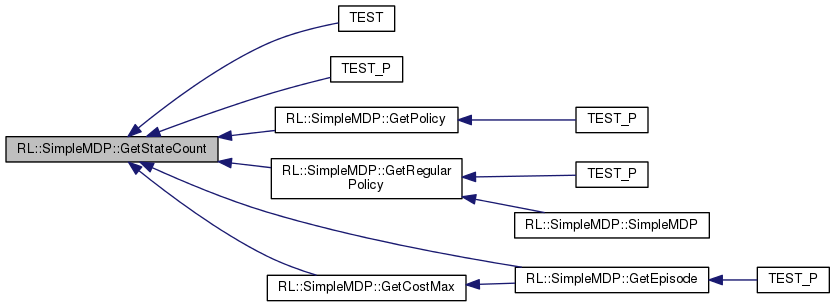 TEST
TEST_P
RL::SimpleMDP::GetPolicy
TEST_P
RL::SimpleMDP::GetStateCount
RL::SimpleMDP::GetRegular
Policy
TEST_P
RL::SimpleMDP::SimpleMDP
RL::SimpleMDP::GetCostMax
RL::SimpleMDP::GetEpisode
TEST_P